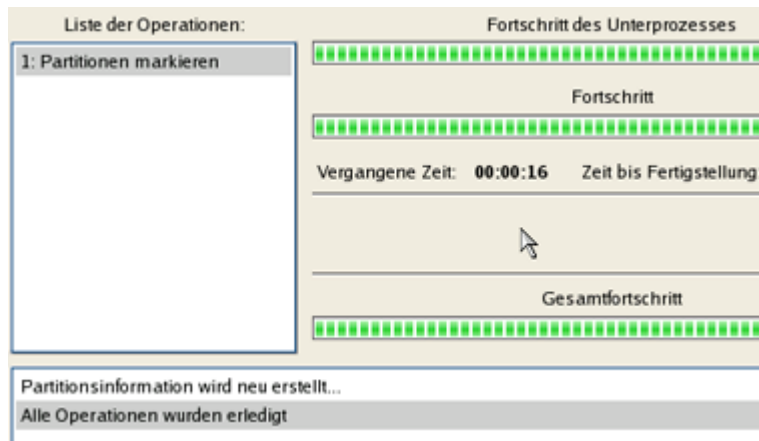 Liste der Operationen:
1: Partitionen markieren
Fortschritt des Unterprozesses
Fortschritt
Vergangene Zeit: 00:00:16 Zeit bis Fertigstellung
Gesamtfortschritt
Partitionsinformation wird neu erstellt...
Alle Operationen wurden erledigt